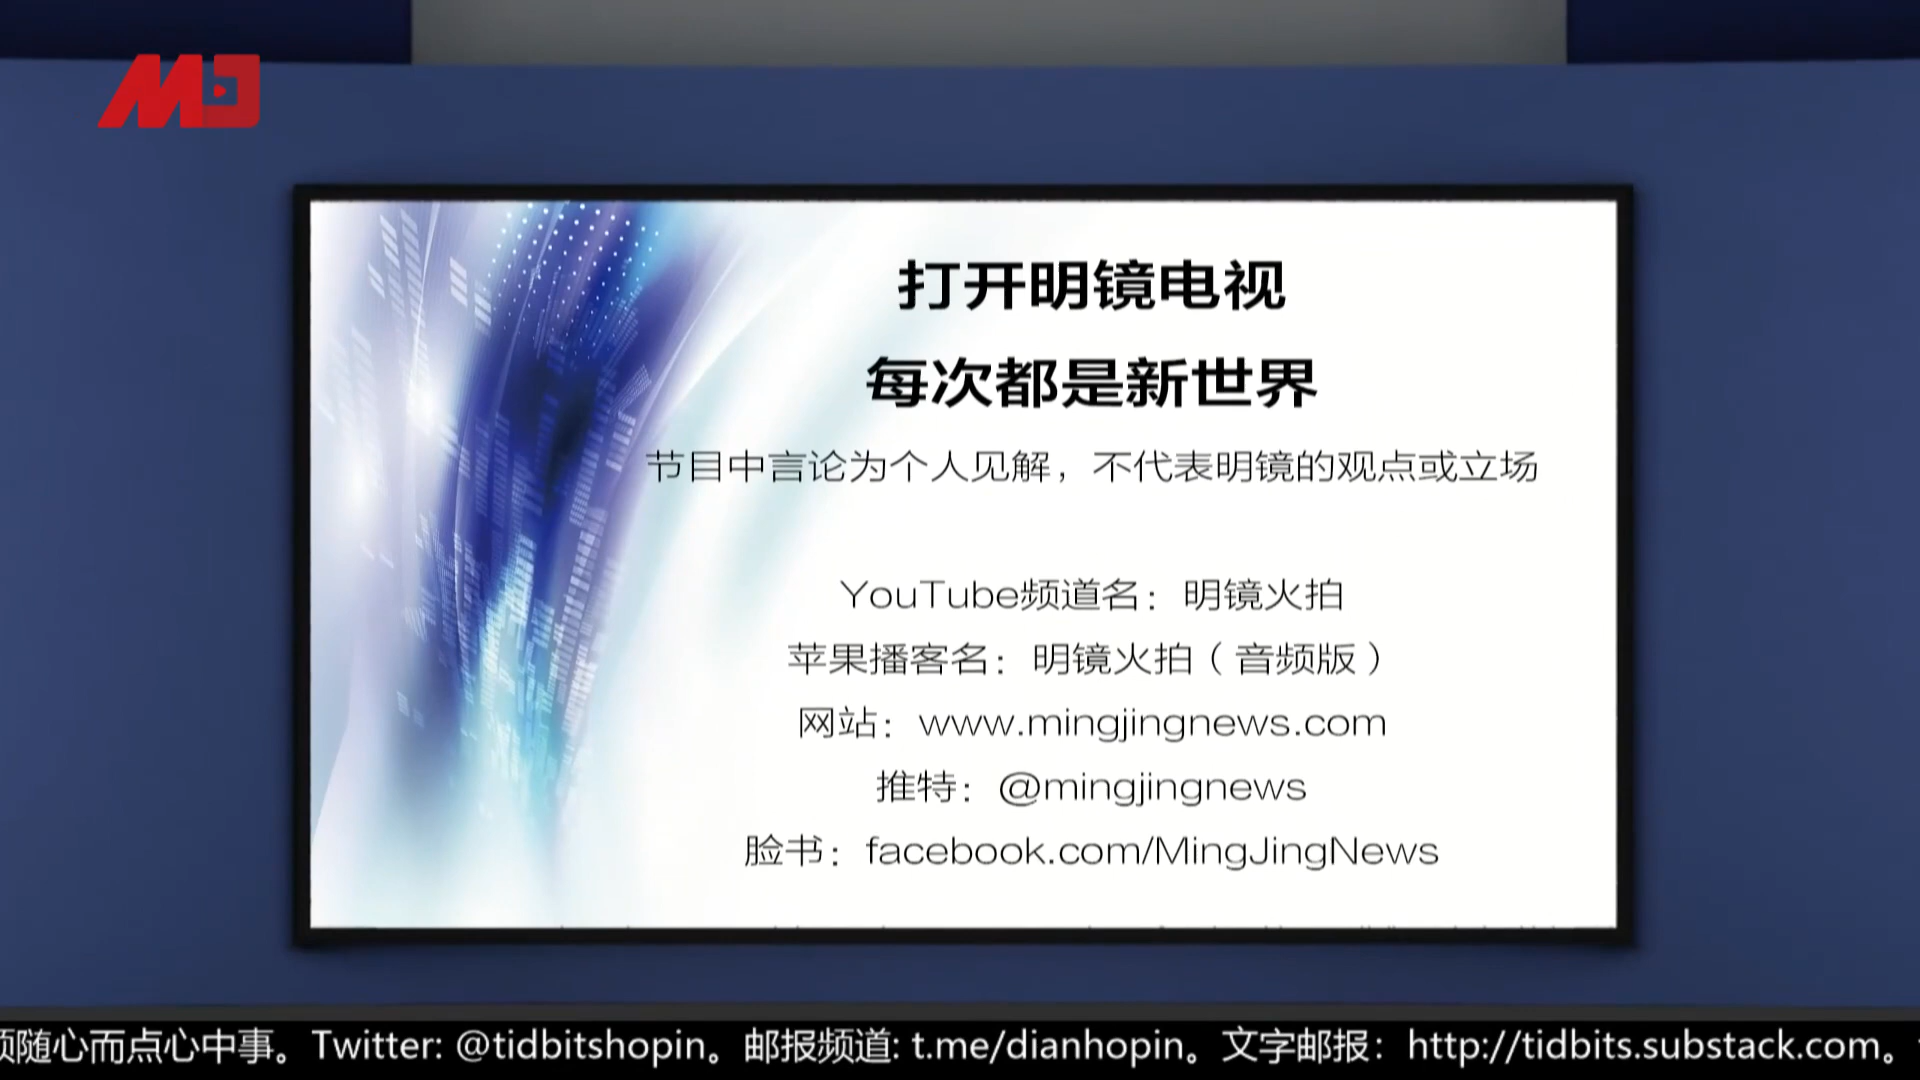 打开明镜电视
每次都是新世界
节目中言论为个人见解，不代表明镜的观点或立场
YouTube频道名：明镜火拍
苹果播客名：明镜火拍（音频版）
网站：www.mingjingnews.com
推特：@mingjingnews
脸书：facebook.com/MingJingNews
随心而点心中事。Twitter: @tidbitshopin。邮报频道: t.me/dianhopin。文字邮报：http://tidbits.substack.com。